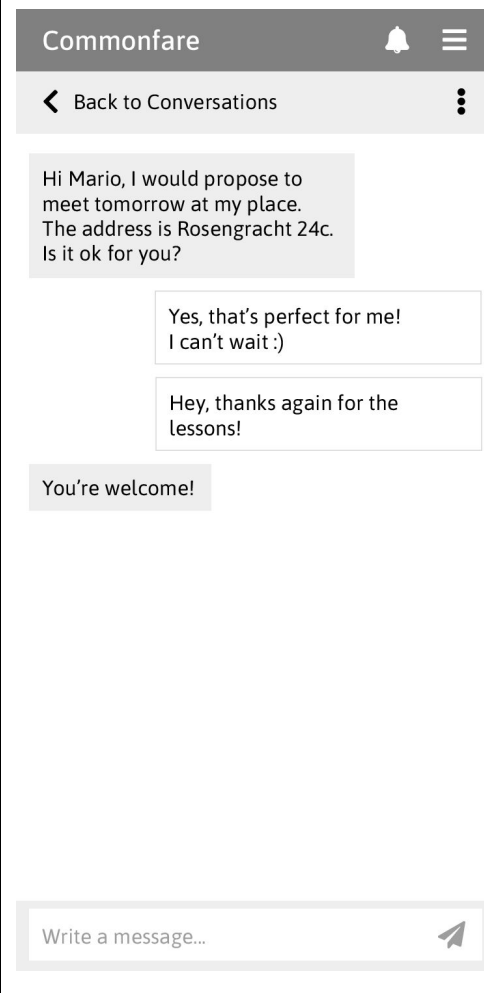 Commonfare
Back to Conversations
Hi Mario, I would propose to
meet tomorrow at my place.
The address is Rosengracht 24c.
Is it ok for you?
Yes, that's perfect for me!
I can't wait :)
Hey, thanks again for the
lessons!
You're welcome!
Write a message...